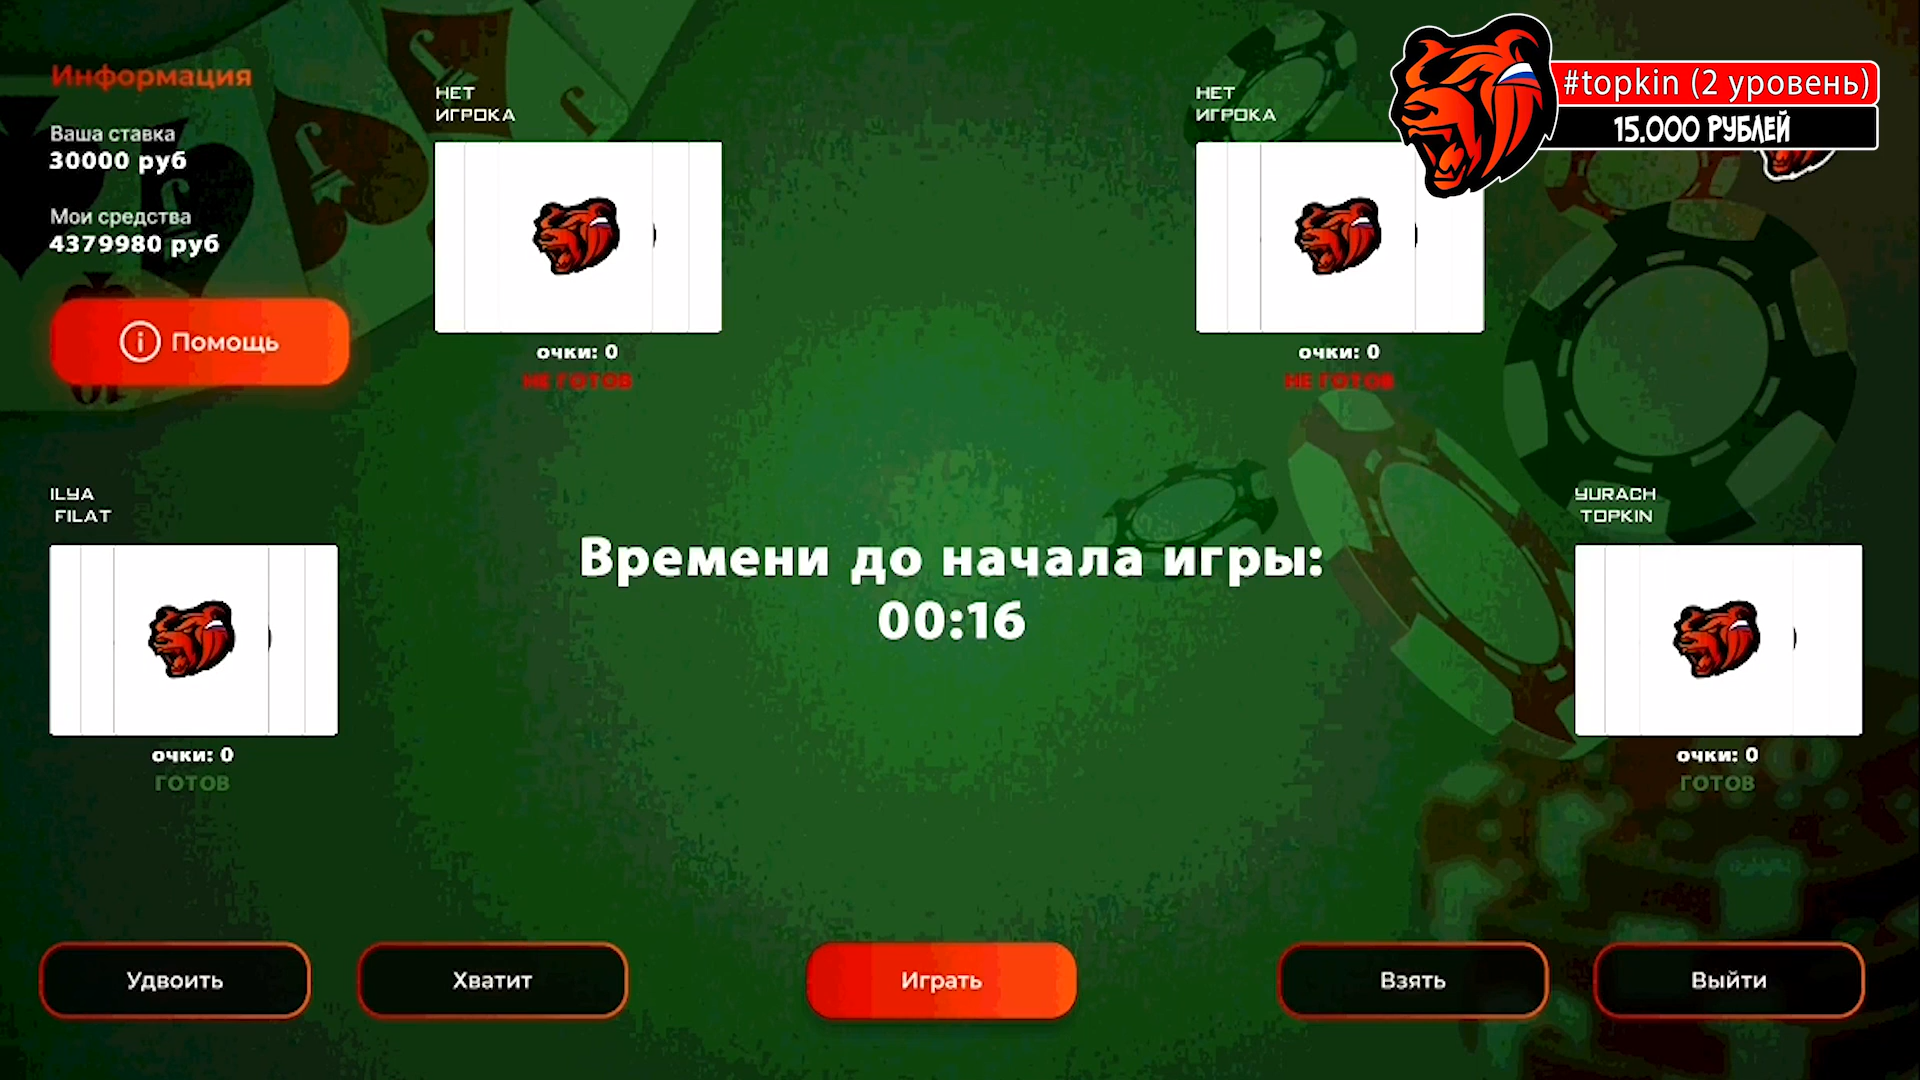 Информация
Ваша ставка
30000 руб
Мои средства
4379980 руб
Помощь
НЕТ
ИГРОКА
очки: 0
НЕ ГОТОВ
НЕТ
ИГРОКА
очки: 0
НЕ ГОТОВ
#topkin (2 уровень)
15.000 РУБЛЕЙ
ILYA
FILAT
очки: 0
ГОТОВ
Времени до начала игры:
00:16
YURACH
TOPKIN
очки: 0
ГОТОВ
Удвоить
Хватит
Играть
Взять
Выйти